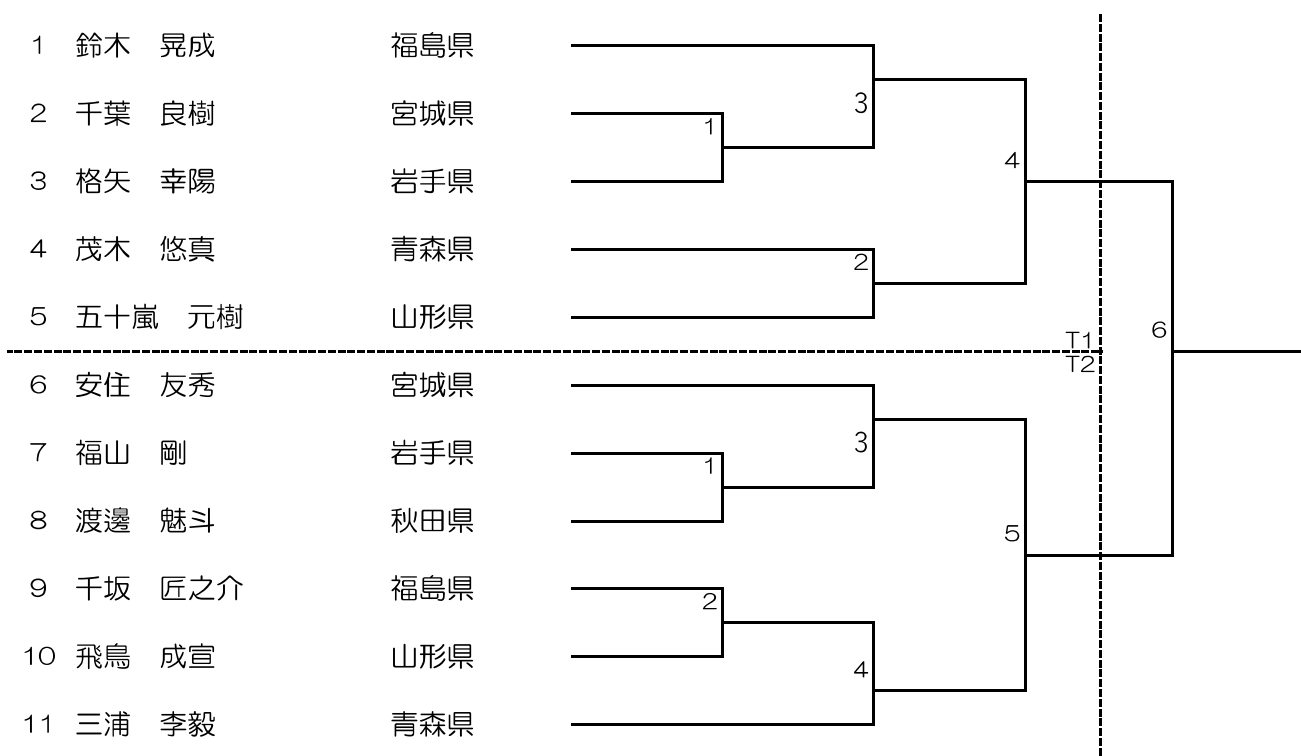 1 鈴木　晃成 福島県
3
2 千葉　良樹 宮城県
1
4
3 格矢　幸陽 岩手県
4 茂木　悠真 青森県
2
5 五十嵐　元樹 山形県
6
T1
T2
6 安住　友秀 宮城県
3
7 福山　剛 岩手県
1
8 渡邊　魅斗 秋田県
5
9 千坂　匠之介 福島県
2
10 飛鳥　成宣 山形県
4
11 三浦　李毅 青森県